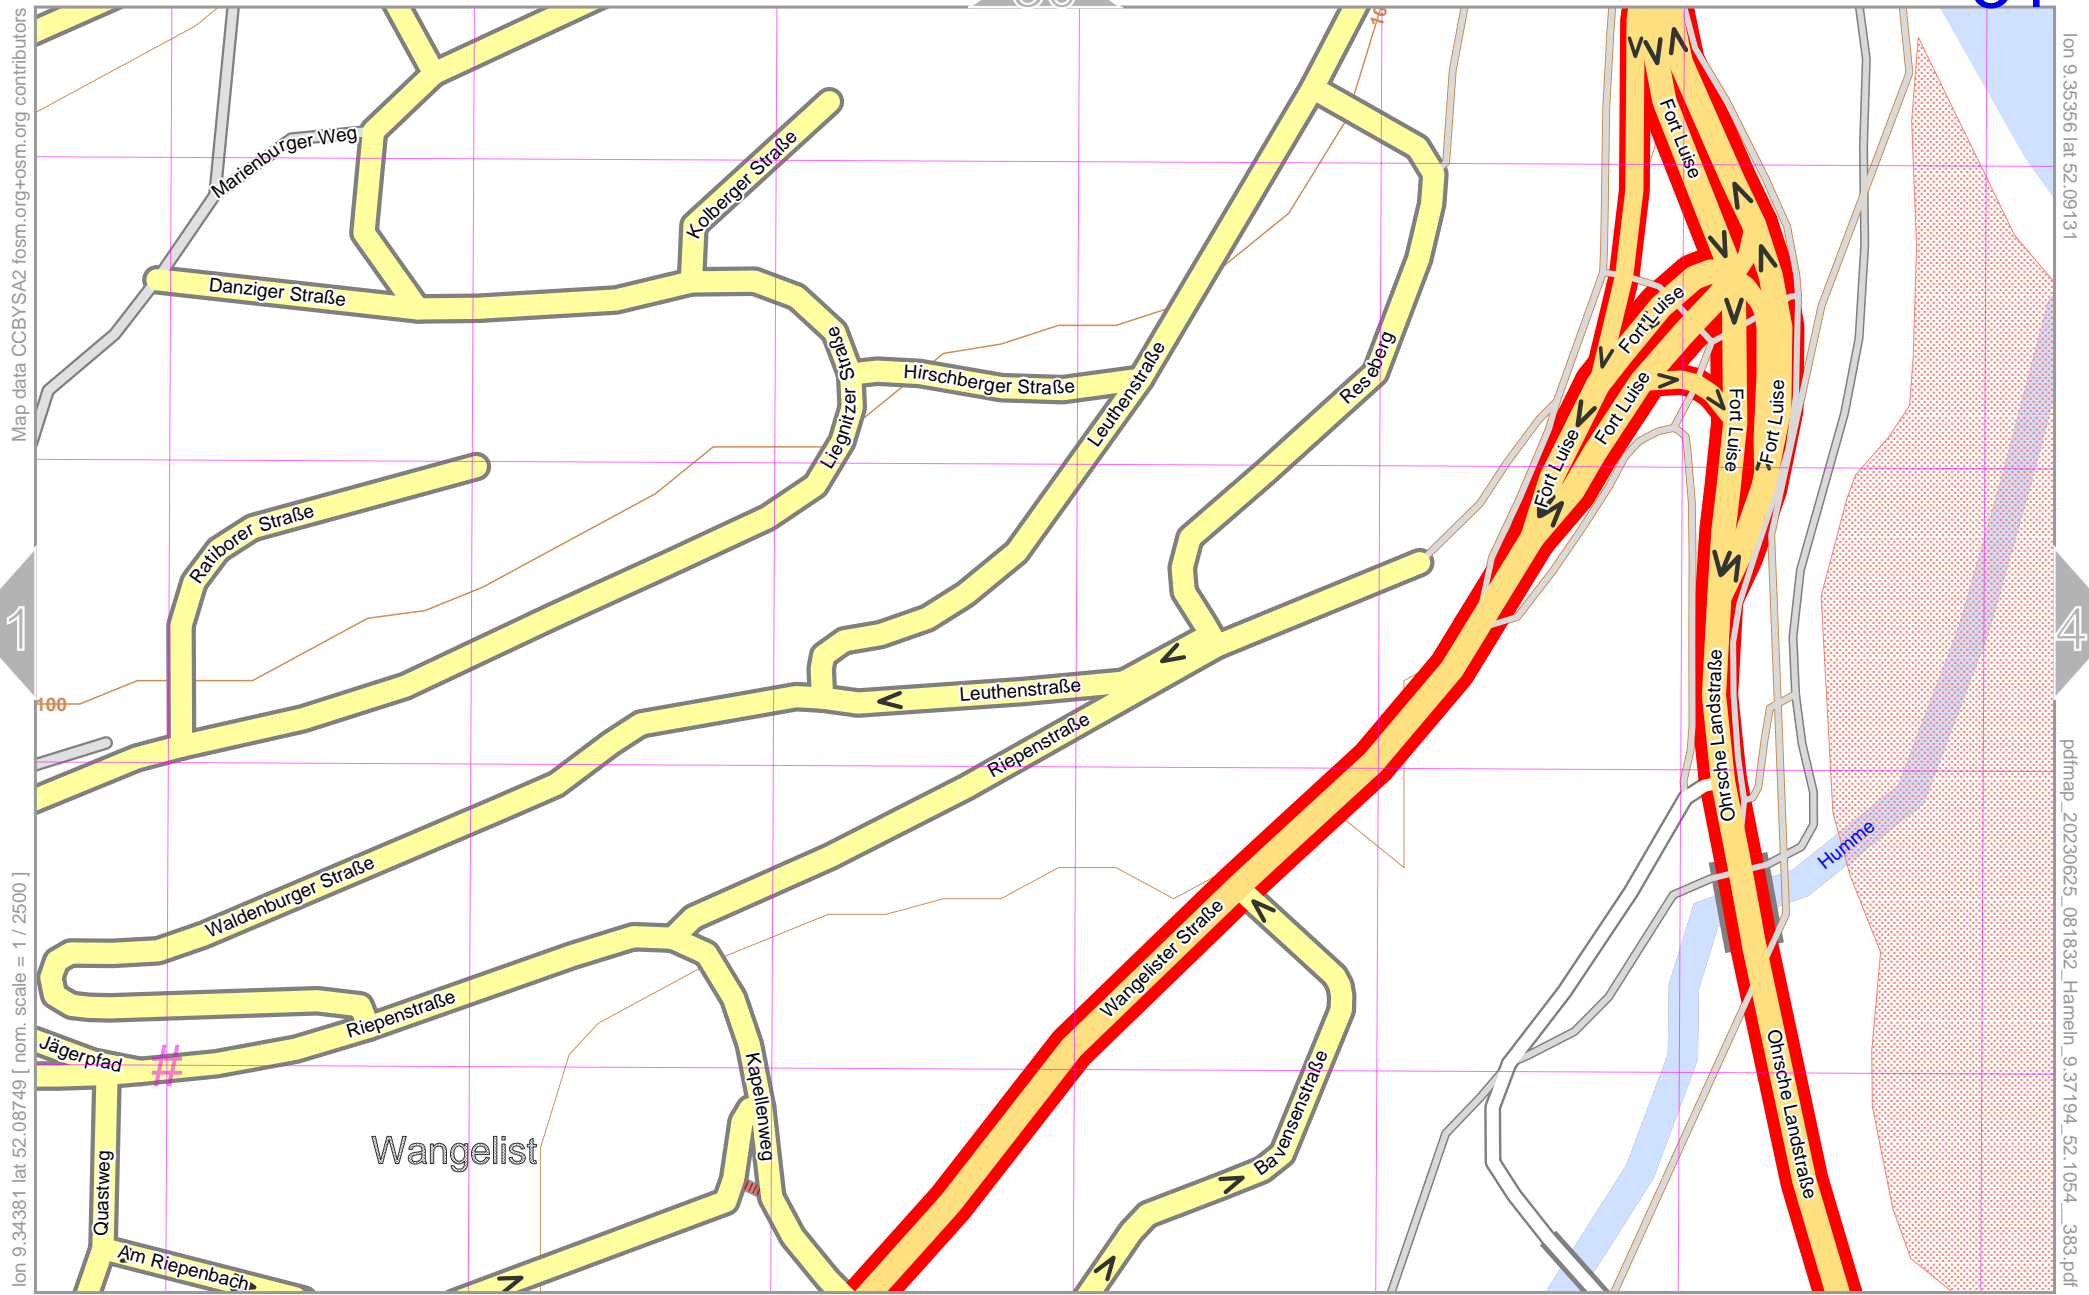 Map data CCBYSA2 fosm.org+osm.org contributors
lon 9.34381 lat 52.08749 [ nom. scale = 1 / 2500 ]
lon 9.35356 lat 52.09131
pdfmap_20230625_081832_Hameln_9.37194_52.1054__383.pdf
1
4
10
100
Marienburger Weg
Kolberger Straße
Danziger Straße
Liegnitzer Straße
Hirschberger Straße
Leuthenstraße
Reseberg
Ratiborer Straße
Leuthenstraße
Riepenstraße
Waldenburger Straße
Riepenstraße
Jägerpfad
#
Quastweg
Am Riepenbach
Wangelist
Kapellenweg
Wangelister Straße
Bavensenstraße
Fort Luise
Fort Luise
Fort Luise
Fort Luise
Fort Luise
Fort Luise
Ohrsche Landstraße
Humme
Ohrsche Landstraße